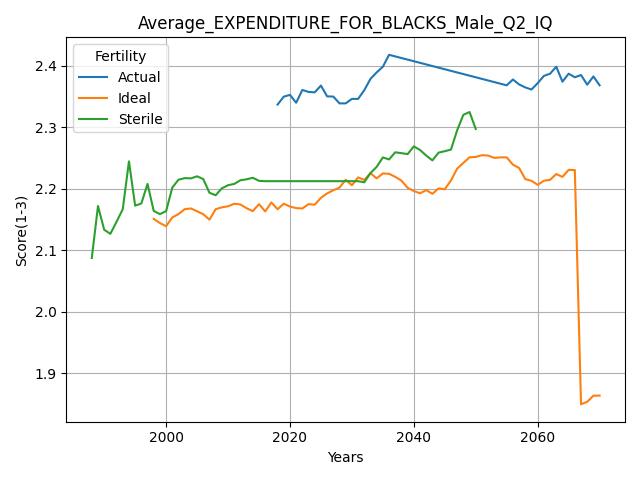 Average_EXPENDITURE_FOR_BLACKS_Male_Q2_IQ
Fertility
Actual
Ideal
Sterile
Score(1-3)
2.4
2.3
2.2
2.1
2.0
1.9
2000 2020 2040 2060
Years